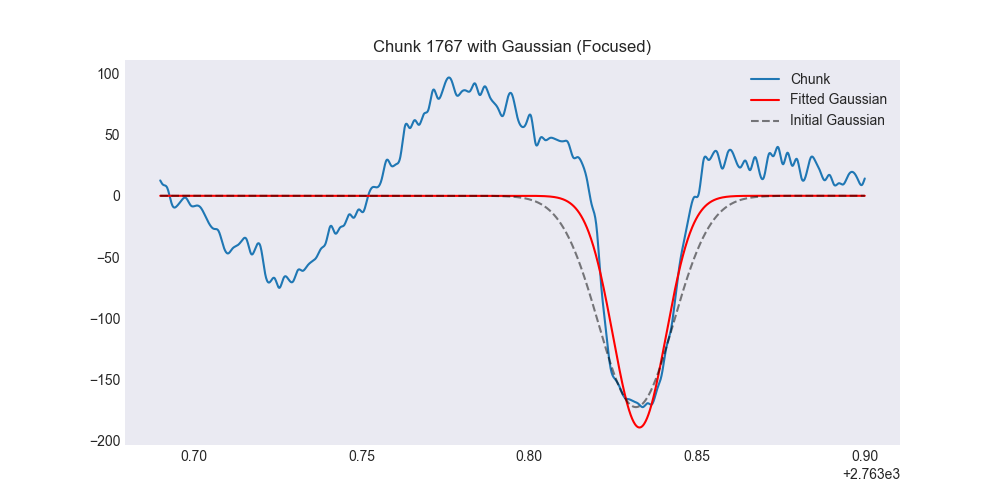 Chunk 1767 with Gaussian (Focused)
Chunk
Fitted Gaussian
Initial Gaussian
100
50
0
−50
−100
−150
−200
0.70 0.75 0.80 0.85 0.90
+2.763e3